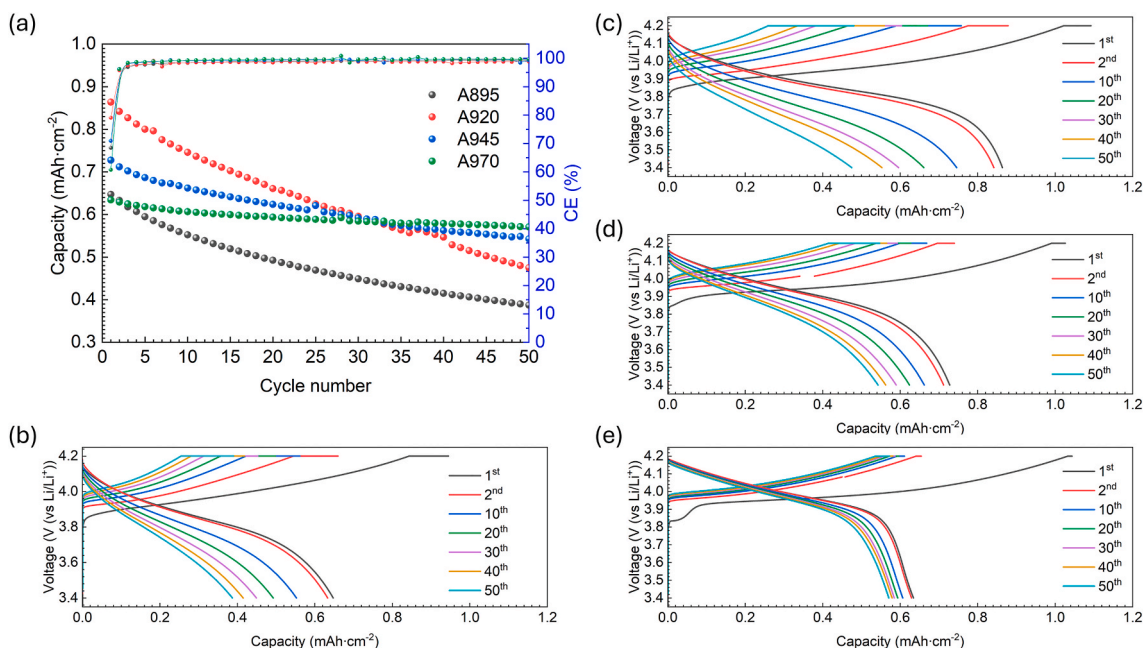 (a)
Capacity (mAh·cm⁻²)
1.0
0.9
0.8
0.7
0.6
0.5
0.4
0.3
A895
A920
A945
A970
100
90
80
70
60
50
40
30
20
10
0
CE (%)
0 5 10 15 20 25 30 35 40 45 50
Cycle number
(b)
Voltage (V (vs Li/Li⁺))
4.2
4.0
3.8
3.6
3.4
1ˢᵗ
2ⁿᵈ
10ᵗʰ
20ᵗʰ
30ᵗʰ
40ᵗʰ
50ᵗʰ
0.0 0.2 0.4 0.6 0.8 1.0 1.2
Capacity (mAh·cm⁻²)
(c)
Voltage (V (vs Li/Li⁺))
4.2
4.1
4.0
3.9
3.8
3.7
3.6
3.5
3.4
1ˢᵗ
2ⁿᵈ
10ᵗʰ
20ᵗʰ
30ᵗʰ
40ᵗʰ
50ᵗʰ
0.0 0.2 0.4 0.6 0.8 1.0 1.2
Capacity (mAh·cm⁻²)
(d)
Voltage (V (vs Li/Li⁺))
4.2
4.1
4.0
3.9
3.8
3.7
3.6
3.5
3.4
1ˢᵗ
2ⁿᵈ
10ᵗʰ
20ᵗʰ
30ᵗʰ
40ᵗʰ
50ᵗʰ
0.0 0.2 0.4 0.6 0.8 1.0 1.2
Capacity (mAh·cm⁻²)
(e)
Voltage (V (vs Li/Li⁺))
4.2
4.1
4.0
3.9
3.8
3.7
3.6
3.5
3.4
1ˢᵗ
2ⁿᵈ
10ᵗʰ
20ᵗʰ
30ᵗʰ
40ᵗʰ
50ᵗʰ
0.0 0.2 0.4 0.6 0.8 1.0 1.2
Capacity (mAh·cm⁻²)